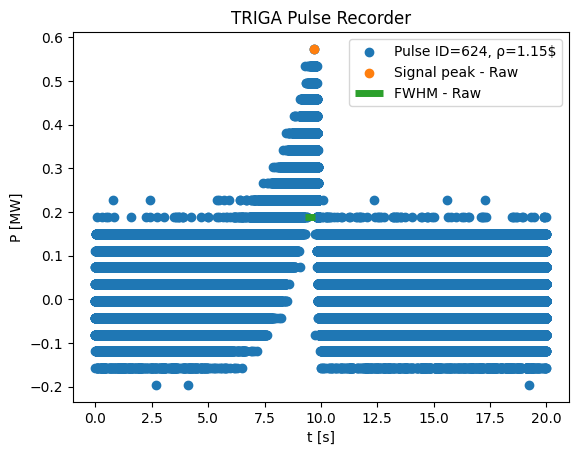 TRIGA Pulse Recorder
Pulse ID=624, ρ=1.15$
Signal peak - Raw
FWHM - Raw
P [MW]
0.6
0.5
0.4
0.3
0.2
0.1
0.0
−0.1
−0.2
0.0 2.5 5.0 7.5 10.0 12.5 15.0 17.5 20.0
t [s]